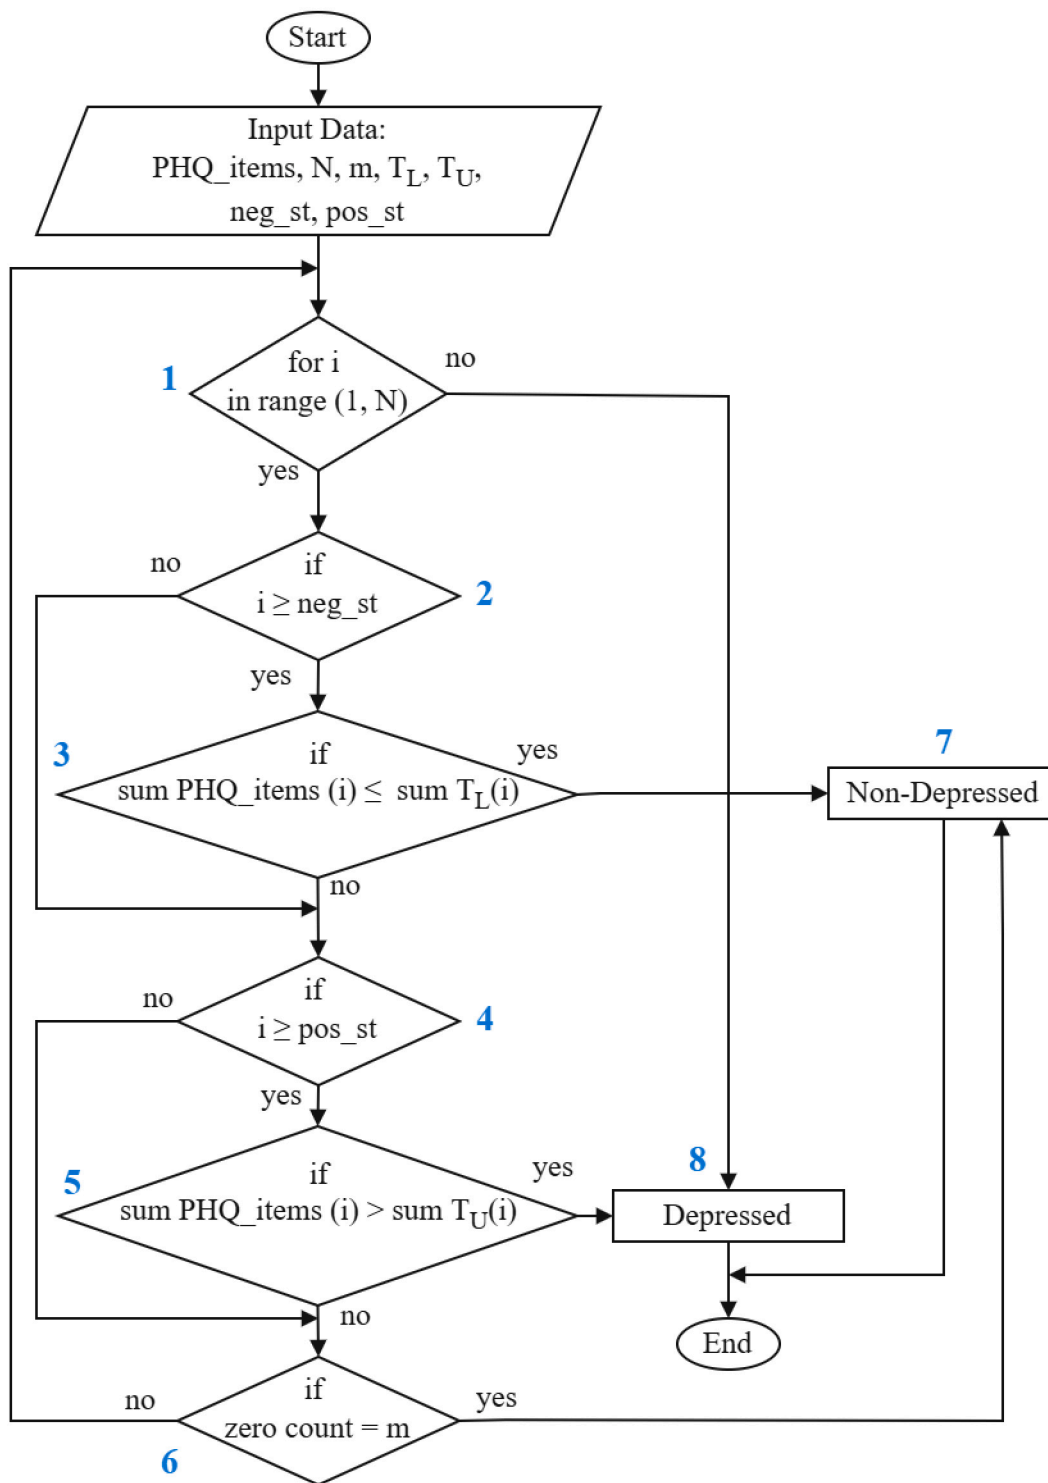 Start
Input Data:
PHQ_items, N, m, T_L, T_U,
neg_st, pos_st
1
for i
in range (1, N)
no
yes
no
if
i ≥ neg_st
2
yes
3
if
sum PHQ_items (i) ≤ sum T_L(i)
yes
7
Non-Depressed
no
no
if
i ≥ pos_st
4
yes
5
if
sum PHQ_items (i) > sum T_U(i)
yes
8
Depressed
no
End
no
if
zero count = m
yes
6